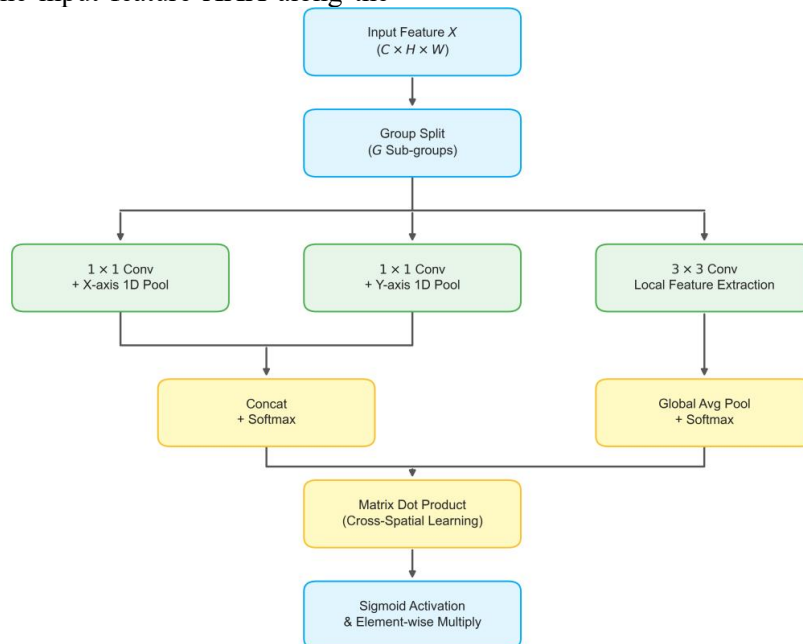 Input Feature X
(C × H × W)
Group Split
(G Sub-groups)
1 × 1 Conv
+ X-axis 1D Pool
1 × 1 Conv
+ Y-axis 1D Pool
3 × 3 Conv
Local Feature Extraction
Concat
+ Softmax
Global Avg Pool
+ Softmax
Matrix Dot Product
(Cross-Spatial Learning)
Sigmoid Activation
& Element-wise Multiply